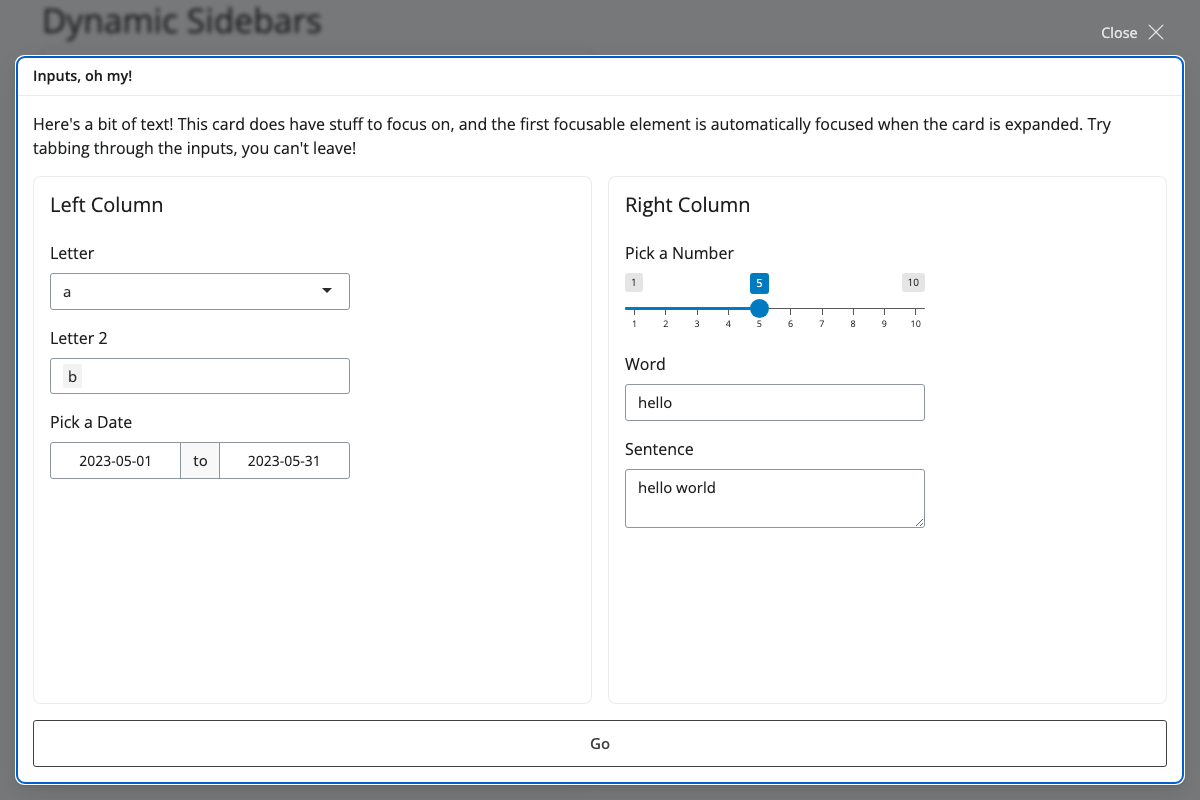 Dynamic Sidebars
Close
Inputs, oh my!
Here's a bit of text! This card does have stuff to focus on, and the first focusable element is automatically focused when the card is expanded. Try
tabbing through the inputs, you can't leave!
Left Column
Letter
a
Letter 2
b
Pick a Date
2023-05-01 to 2023-05-31
Right Column
Pick a Number
1 5 10
1 2 3 4 5 6 7 8 9 10
Word
hello
Sentence
hello world
Go